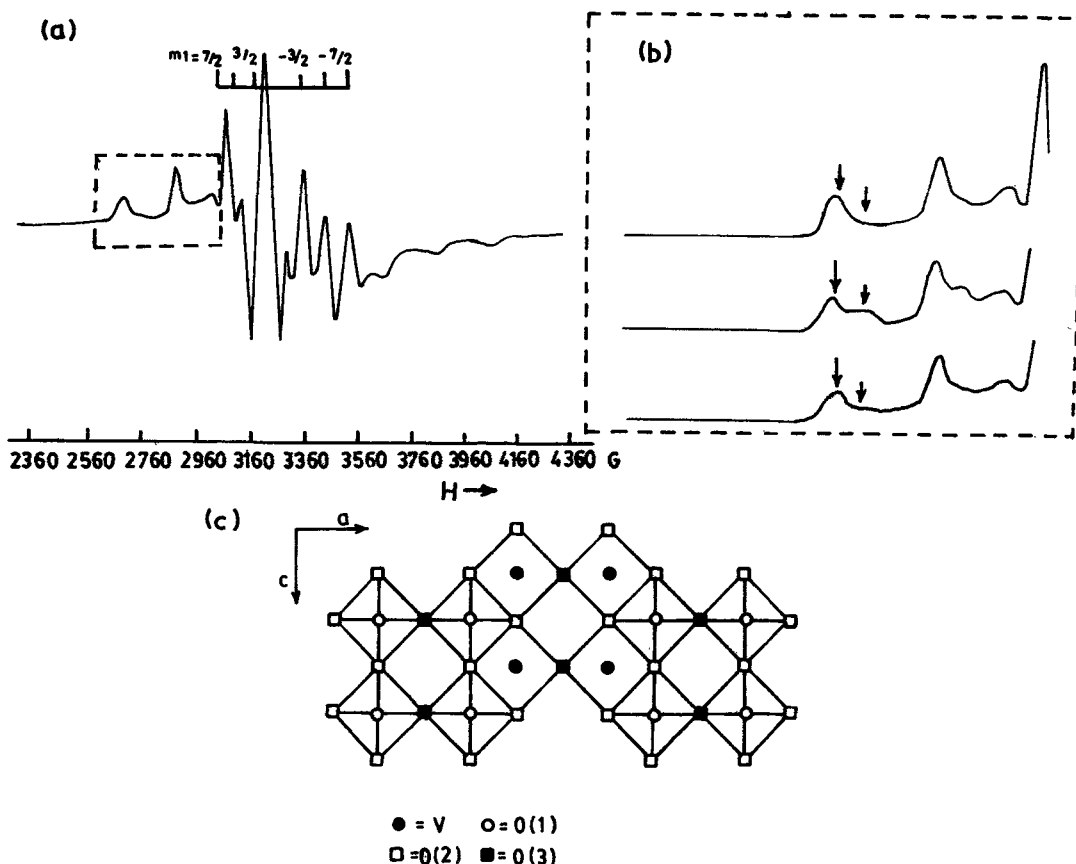 (a)
m1=7/2 3/2 -3/2 -7/2
(b)
2360 2560 2760 2960 3160 3360 3560 3760 3960 4160 4360 G
H→
(c)
a
c
● = V ○ = O(1)
□ = O(2) ■ = O(3)